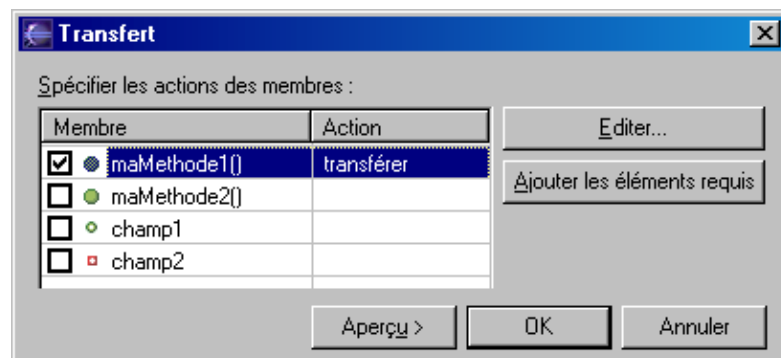 Transfert
Spécifier les actions des membres :
Membre Action
maMethode1() transférer
maMethode2()
champ1
champ2
Editer...
Ajouter les éléments requis
Aperçu > OK Annuler